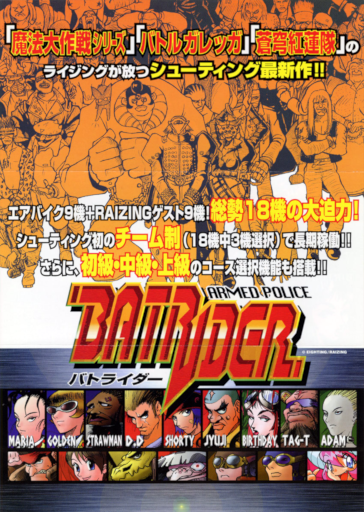 「魔法大作戦シリーズ」「バトルガレッガ」「蒼穹紅蓮隊」の
ライジングが放つシューティング最新作!!
エアバイク9機+RAIZINGゲスト9機!総勢18機の大迫力!
シューティング初のチーム制(18機中3機選択)で長期稼働!!
さらに、初級・中級・上級のコース選択機能も搭載!!
ARMED POLICE
BATRIDER
© EIGHTING/RAIZING
バトライダー
MARIA GOLDEN STRAWMAN D.D SHORTY JYUJI BIRTHDAY TAG-T ADAM